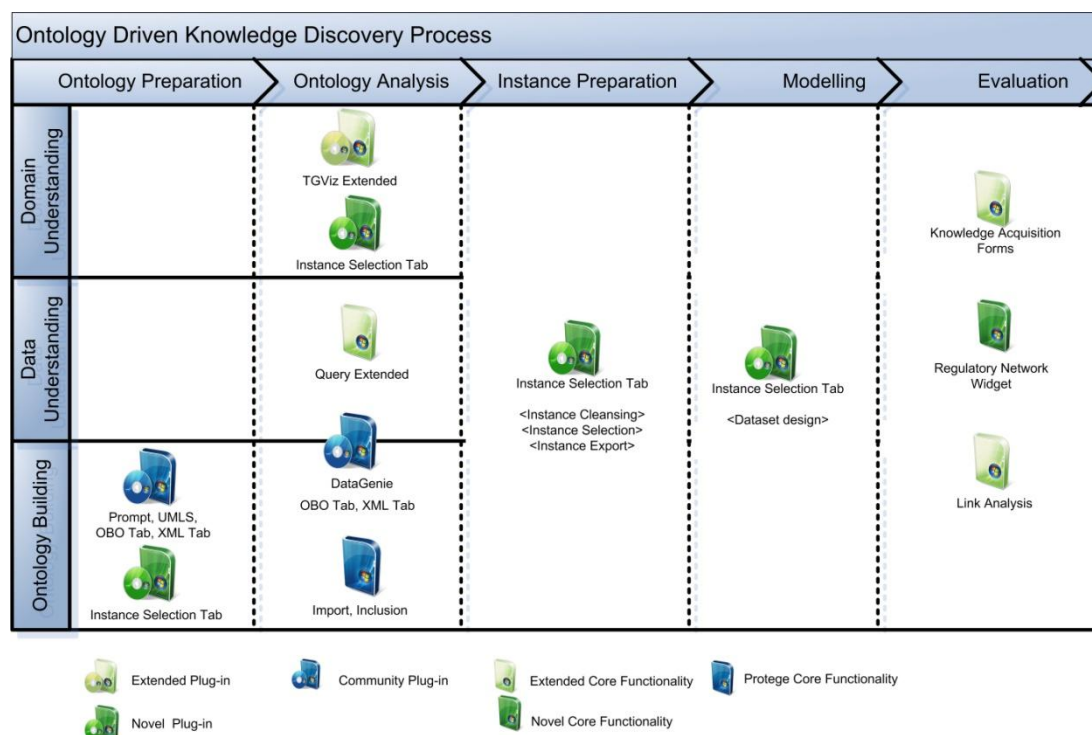 Ontology Driven Knowledge Discovery Process
Ontology Preparation
Ontology Analysis
Instance Preparation
Modelling
Evaluation
Domain
Understanding
TGViz Extended
Instance Selection Tab
Knowledge Acquisition
Forms
Data
Understanding
Query Extended
Instance Selection Tab
<Instance Cleansing>
<Instance Selection>
<Instance Export>
Instance Selection Tab
<Dataset design>
Regulatory Network
Widget
Ontology Building
Prompt, UMLS,
OBO Tab, XML Tab
Instance Selection Tab
DataGenie
OBO Tab, XML Tab
Import, Inclusion
Link Analysis
Extended Plug-in
Community Plug-in
Extended Core Functionality
Protege Core Functionality
Novel Plug-in
Novel Core Functionality